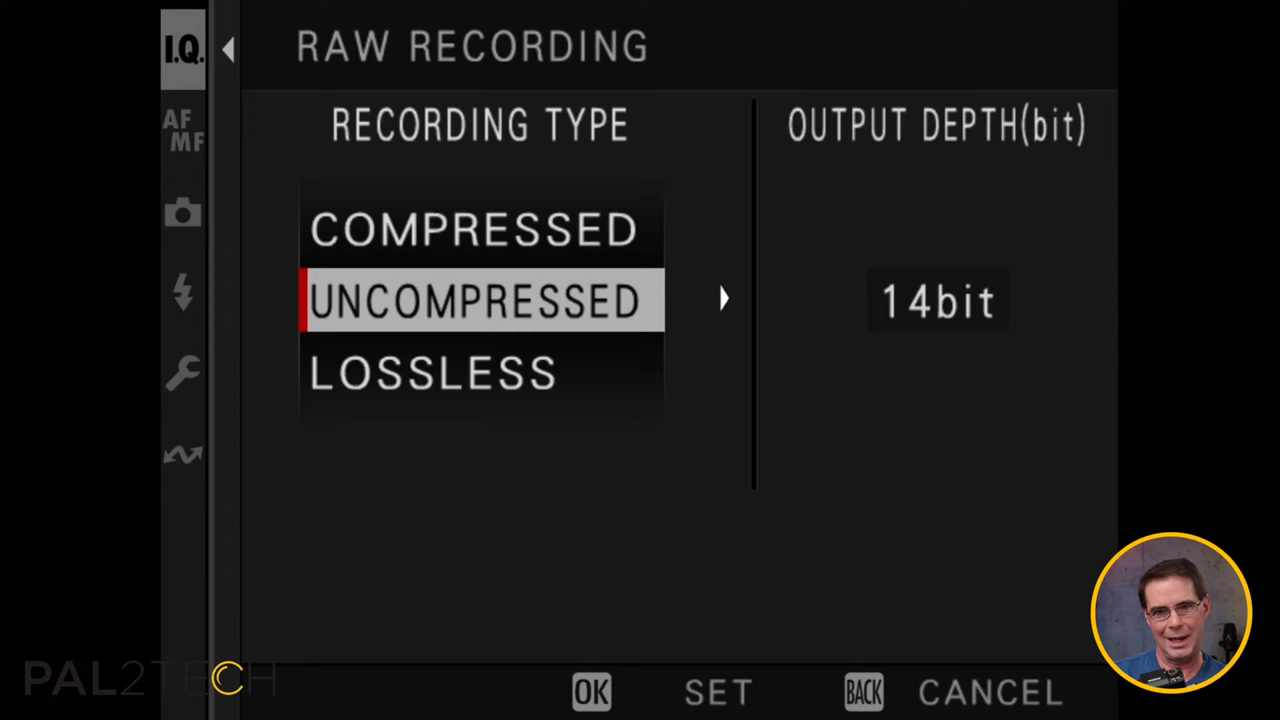 I.Q.
RAW RECORDING
AF
MF
RECORDING TYPE
OUTPUT DEPTH(bit)
COMPRESSED
UNCOMPRESSED
14bit
LOSSLESS
PAL2TECH
OK SET BACK CANCEL